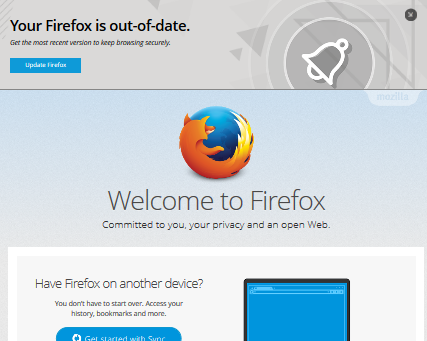 Your Firefox is out-of-date.
Get the most recent version to keep browsing securely.
Update Firefox
mozilla
Welcome to Firefox
Committed to you, your privacy and an open Web.
Have Firefox on another device?
You don't have to start over. Access your
history, bookmarks and more.
Get started with Sync